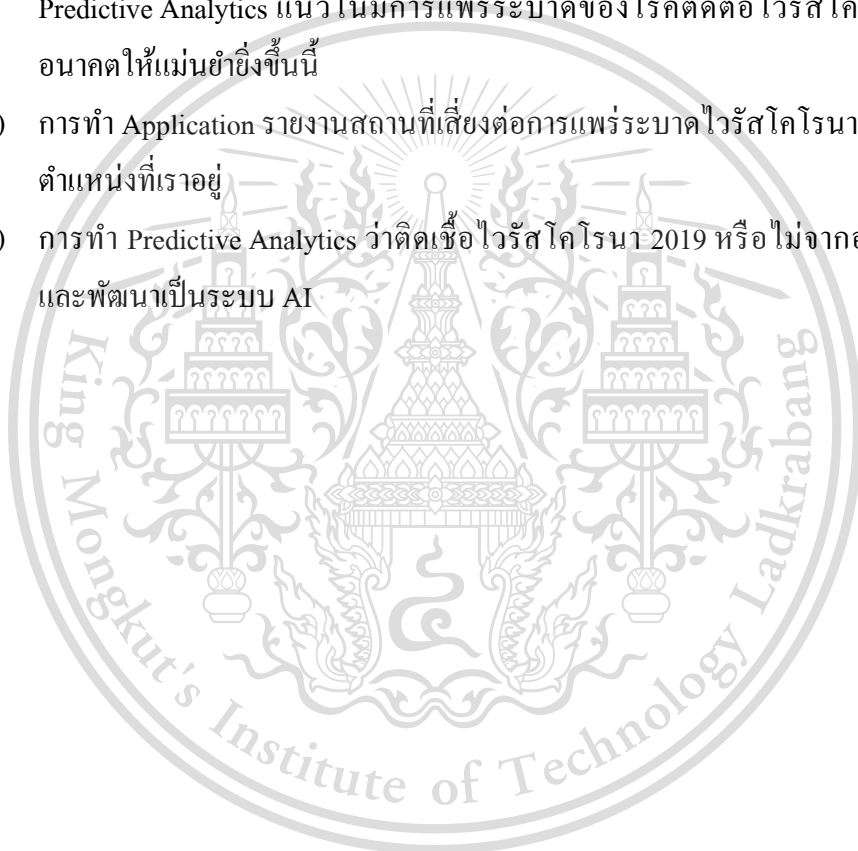 Predictive Analytics แนวโน้มการแพร่ระบาดของโรคติดต่อไวรัสโค
อนาคตให้แม่นยำยิ่งขึ้นนี้
) การทำ Application รายงานสถานที่เสี่ยงต่อการแพร่ระบาดไวรัสโคโรนา
ตำแหน่งที่เราอยู่
) การทำ Predictive Analytics ว่าติดเชื้อไวรัสโคโรนา 2019 หรือไม่จาก
และพัฒนาเป็นระบบ AI
King Mongkut's Institute of Technology Ladkrabang